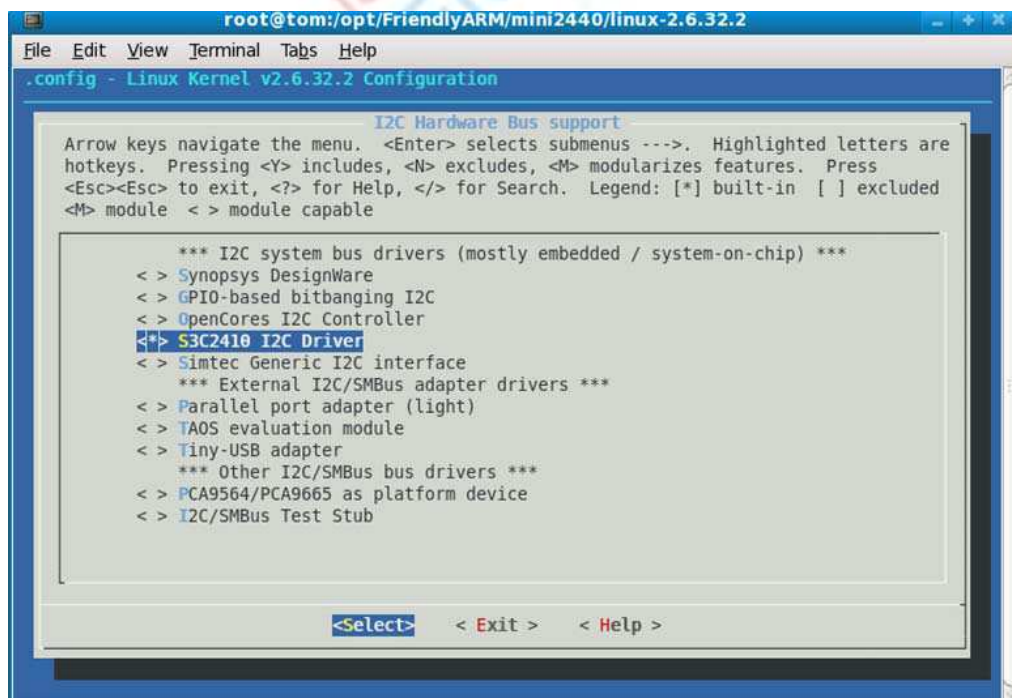 root@tom:/opt/FriendlyARM/mini2440/linux-2.6.32.2
File Edit View Terminal Tabs Help
.config - Linux Kernel v2.6.32.2 Configuration
I2C Hardware Bus support
Arrow keys navigate the menu. <Enter> selects submenus --->. Highlighted letters are
hotkeys. Pressing <Y> includes, <N> excludes, <M> modularizes features. Press
<Esc><Esc> to exit, <?> for Help, </> for Search. Legend: [*] built-in [ ] excluded
<M> module < > module capable
*** I2C system bus drivers (mostly embedded / system-on-chip) ***
< > Synopsys DesignWare
< > GPIO-based bitbanging I2C
< > OpenCores I2C Controller
<*> S3C2410 I2C Driver
< > Simtec Generic I2C interface
*** External I2C/SMBus adapter drivers ***
< > Parallel port adapter (light)
< > TAOS evaluation module
< > Tiny-USB adapter
*** Other I2C/SMBus bus drivers ***
< > PCA9564/PCA9665 as platform device
< > I2C/SMBus Test Stub
<Select> < Exit > < Help >